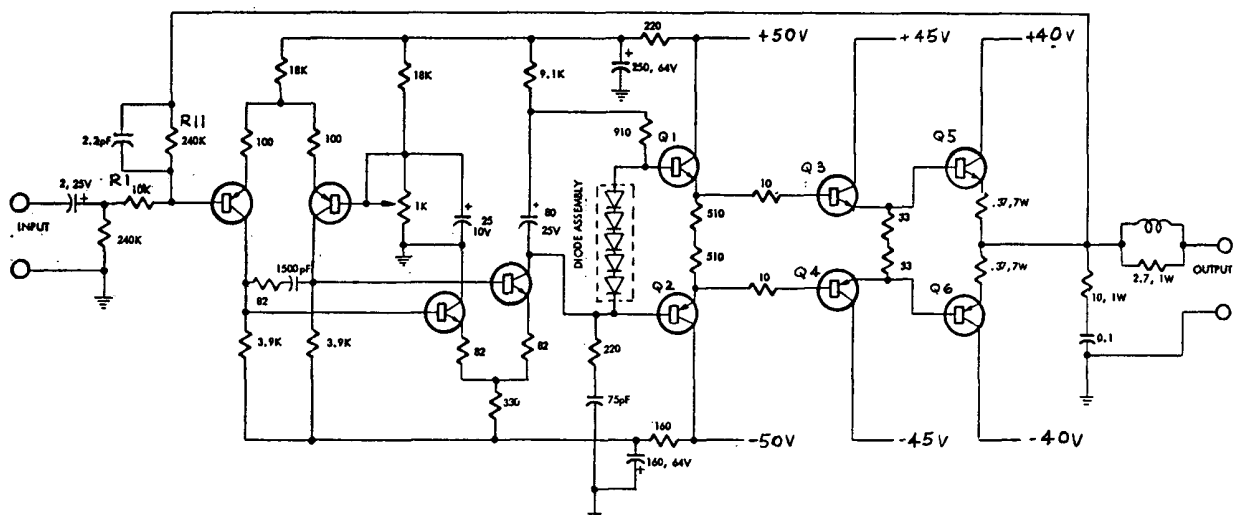 220
+50V
+45V
+40V
+
250, 64V
18K
18K
9.1K
R11
2.2pF
240K
100
100
910
Q1
Q3
Q5
2, 25V
+
R1
10K
INPUT
240K
1K
+
25
10V
+
80
25V
DIODE ASSEMBLY
10
510
510
33
33
.37,7W
.37,7W
2.7, 1W
OUTPUT
1500pF
82
Q2
10
Q4
Q6
10, 1W
3.9K
3.9K
82
82
220
0.1
330
75pF
160
-50V
-45V
-40V
160, 64V
+